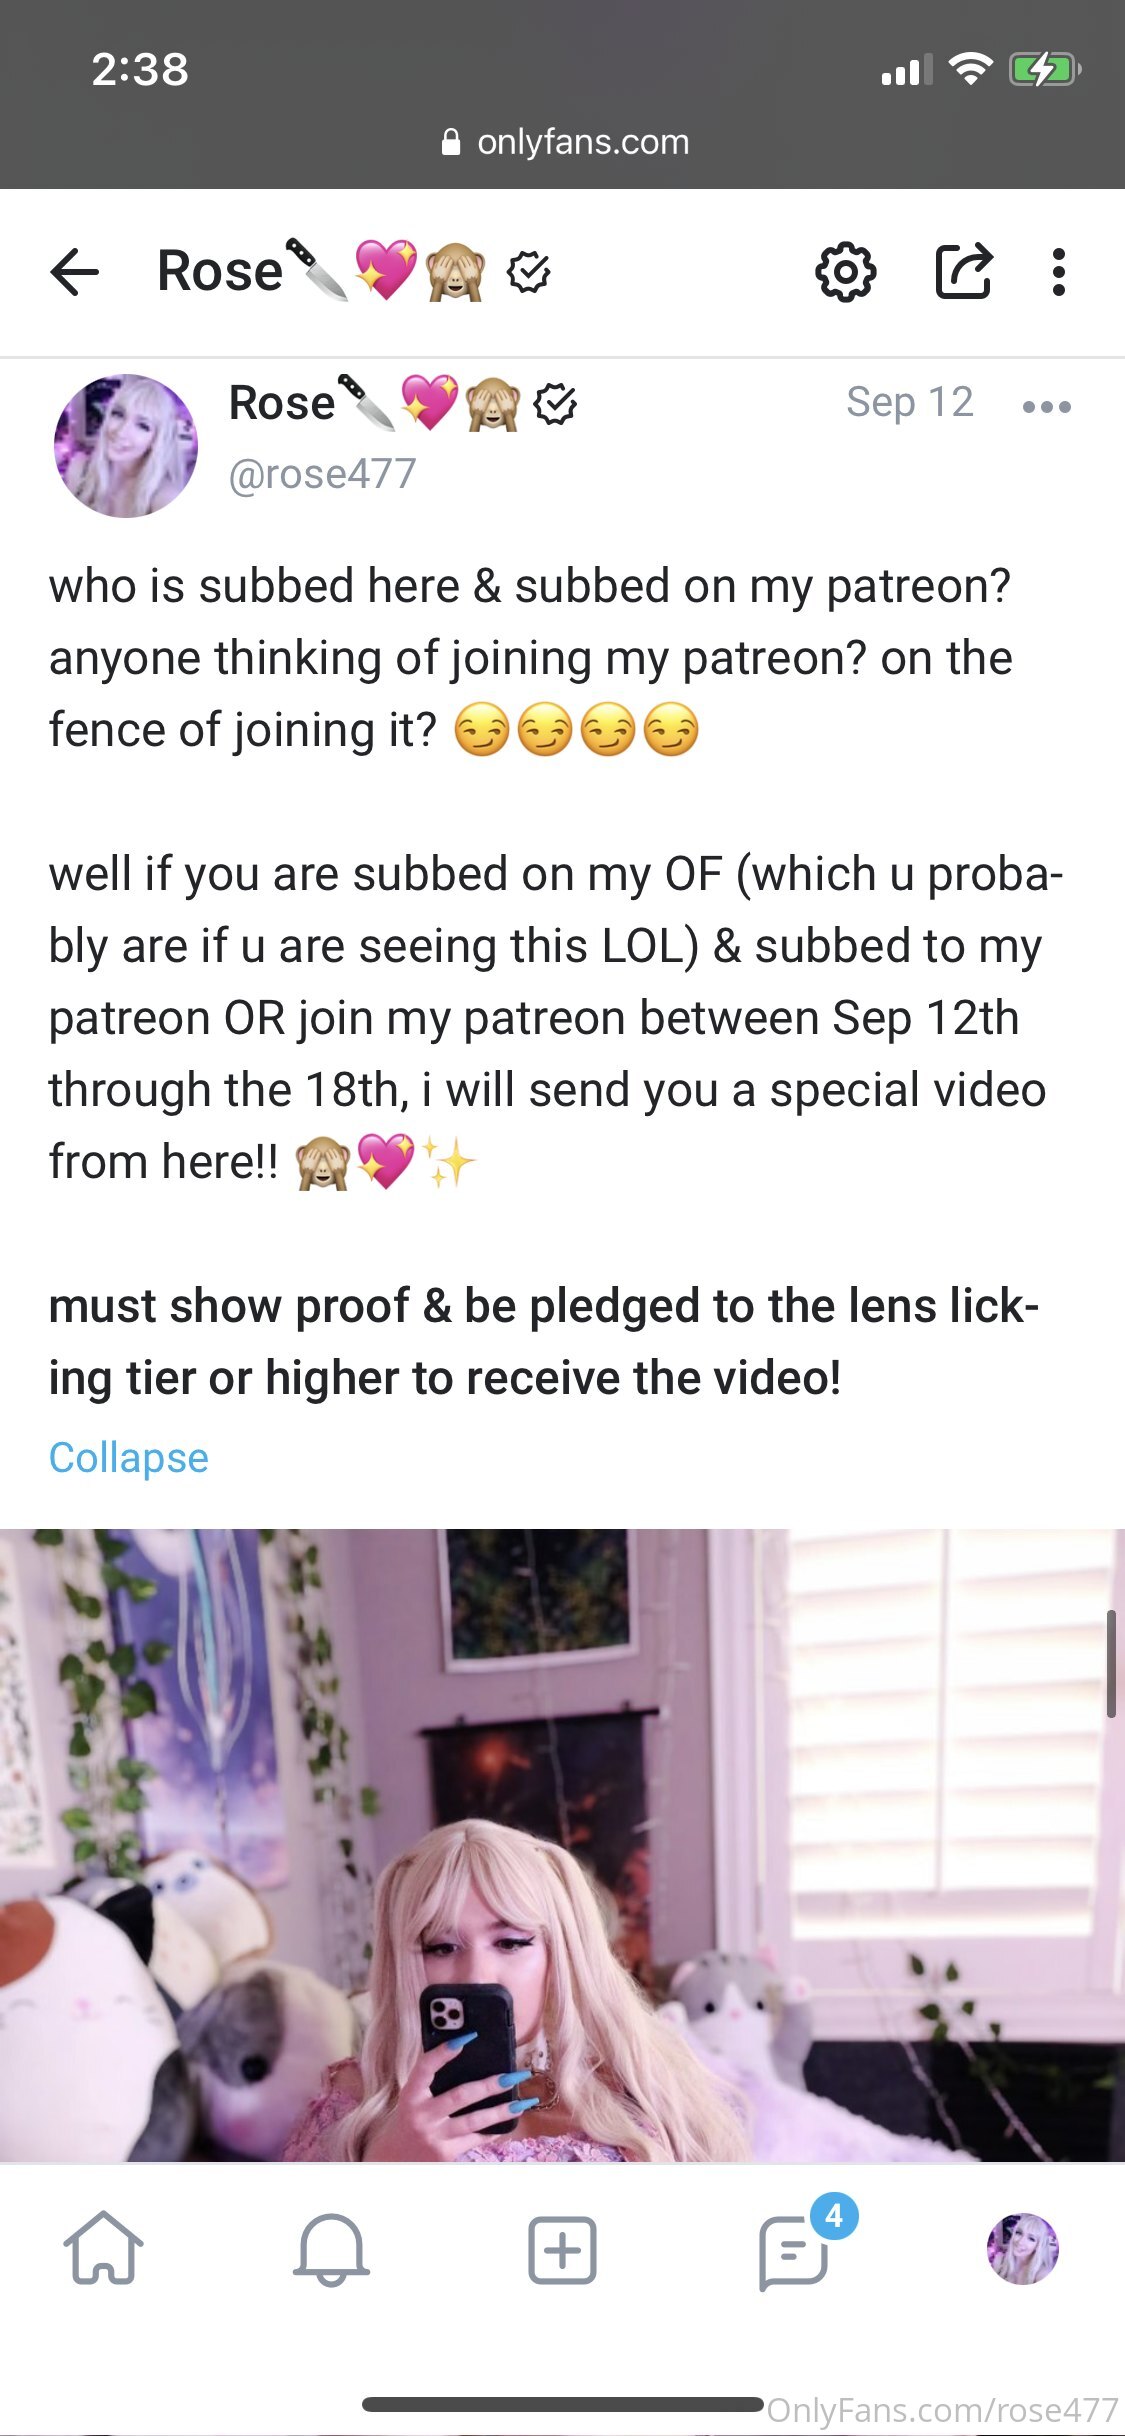 2:38
onlyfans.com
Rose🔪💖🙈
Rose🔪💖🙈
Sep 12
@rose477
who is subbed here & subbed on my patreon?
anyone thinking of joining my patreon? on the
fence of joining it? 😏😏😏😏
well if you are subbed on my OF (which u proba-
bly are if u are seeing this LOL) & subbed to my
patreon OR join my patreon between Sep 12th
through the 18th, i will send you a special video
from here!! 🙈💖✨
must show proof & be pledged to the lens lick-
ing tier or higher to receive the video!
Collapse
4
OnlyFans.com/rose477